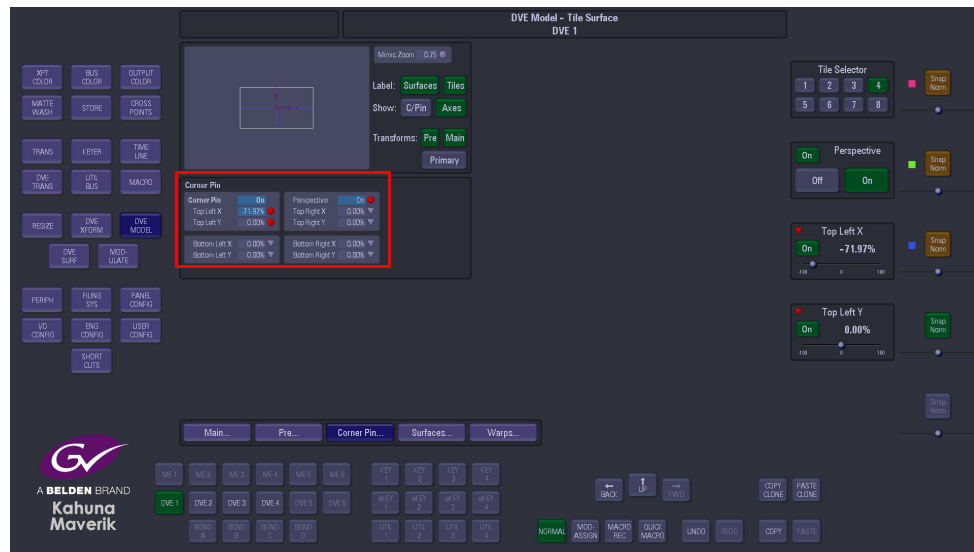 DVE Model - Tile Surface
DVE 1
Mimic Zoom 0.75
Label: Surfaces Tiles
Show: C/Pin Axes
Transforms: Pre Main
Primary
XPT COLOR
BUS COLOR
OUTPUT COLOR
MATTE WASH
STORE
CROSS POINTS
TRANS
KEYER
TIME LINE
DVE TRANS
UTIL BUS
MACRO
RESIZE
DVE XFORM
DVE MODEL
DVE SURF
MOD-ULATE
PERIPH
FILING SYS
PANEL CONFIG
I/O CONFIG
ENG CONFIG
USER CONFIG
SHORT CUTS
Corner Pin
Corner Pin On
Perspective On
Top Left X -71.97%
Top Right X 0.00%
Top Left Y 0.00%
Top Right Y 0.00%
Bottom Left X 0.00%
Bottom Right X 0.00%
Bottom Left Y 0.00%
Bottom Right Y 0.00%
Tile Selector
1 2 3 4
5 6 7 8
Snap Norm
On Perspective
Off On
Snap Norm
Top Left X
On -71.97%
-100 0 100
Snap Norm
Top Left Y
On 0.00%
-100 0 100
Snap Norm
Snap Norm
Main... Pre... Corner Pin... Surfaces... Warps...
GV
A BELDEN BRAND
Kahuna
Maverik
ME 1 ME 2 ME 3 ME 4 ME 5 ME 6
KEY 1 KEY 2 KEY 3 KEY 4
DVE 1 DVE 2 DVE 3 DVE 4 DVE 5 DVE 6
BGND A BGND B BGND C BGND D
UTIL 1 UTIL 2 UTIL 3 UTIL 4
BACK UP FWD
COPY CLONE PASTE CLONE
NORMAL MOD-ASSIGN MACRO REC QUICK MACRO UNDO REDO COPY PASTE